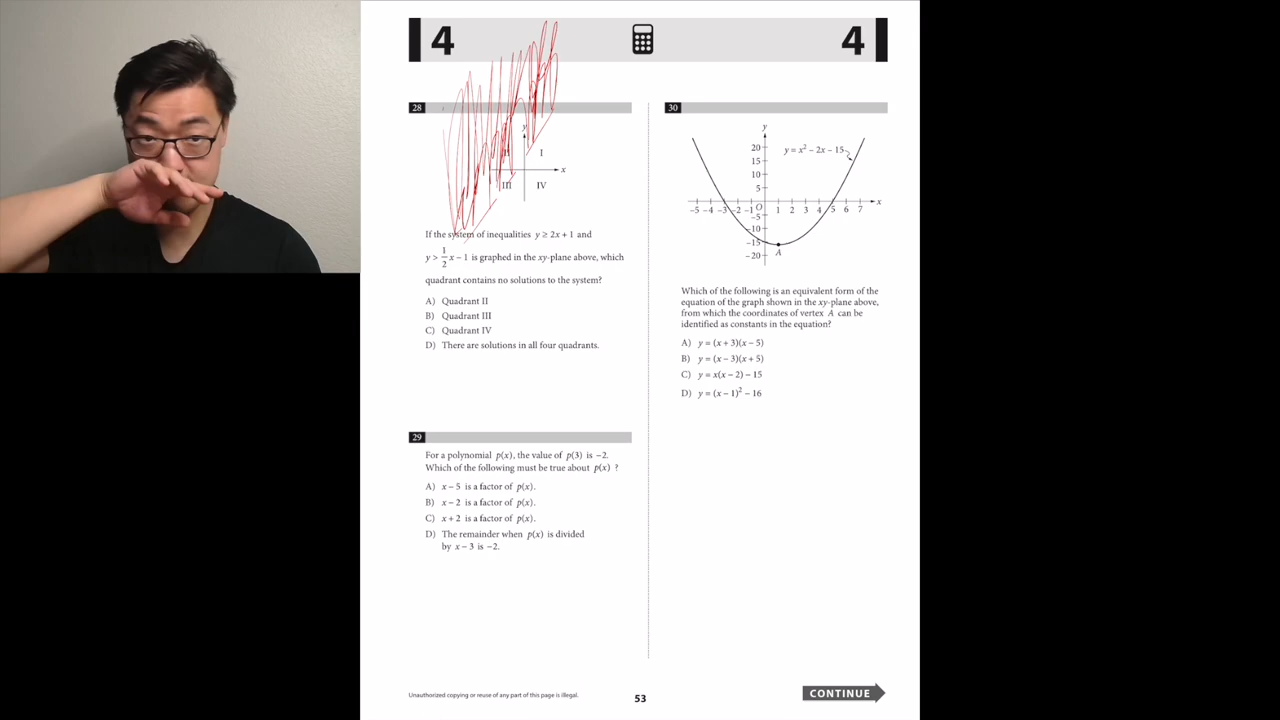 4
4
28
y
II
I
x
III
IV
If the system of inequalities y ≥ 2x + 1 and
y > 1/2 x − 1 is graphed in the xy-plane above, which
quadrant contains no solutions to the system?
A) Quadrant II
B) Quadrant III
C) Quadrant IV
D) There are solutions in all four quadrants.
29
For a polynomial p(x), the value of p(3) is −2.
Which of the following must be true about p(x) ?
A) x − 5 is a factor of p(x).
B) x − 2 is a factor of p(x).
C) x + 2 is a factor of p(x).
D) The remainder when p(x) is divided
by x − 3 is −2.
30
y
20
y = x² − 2x − 15
15
10
5
O
x
−5 −4 −3 −2 −1 1 2 3 4 5 6 7
−5
−10
−15
−20
A
Which of the following is an equivalent form of the
equation of the graph shown in the xy-plane above,
from which the coordinates of vertex A can be
identified as constants in the equation?
A) y = (x + 3)(x − 5)
B) y = (x − 3)(x + 5)
C) y = x(x − 2) − 15
D) y = (x − 1)² − 16
Unauthorized copying or reuse of any part of this page is illegal.
53
CONTINUE